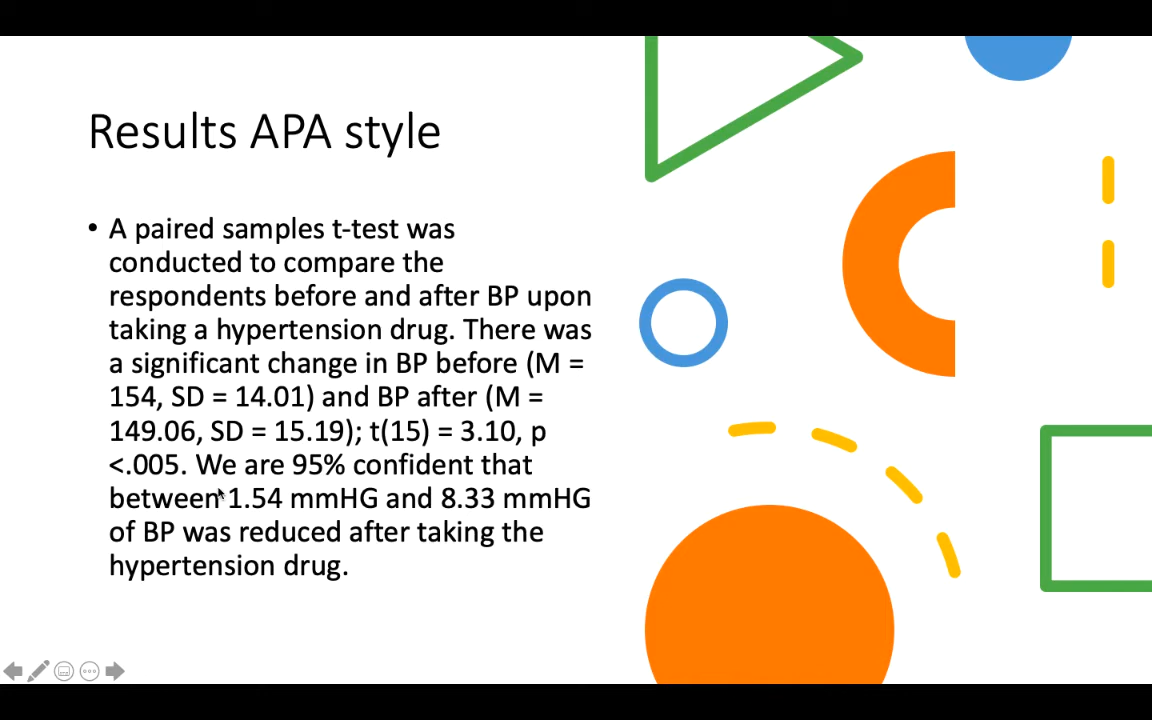 Results APA style
• A paired samples t-test was
conducted to compare the
respondents before and after BP upon
taking a hypertension drug. There was
a significant change in BP before (M =
154, SD = 14.01) and BP after (M =
149.06, SD = 15.19); t(15) = 3.10, p
<.005. We are 95% confident that
between 1.54 mmHG and 8.33 mmHG
of BP was reduced after taking the
hypertension drug.